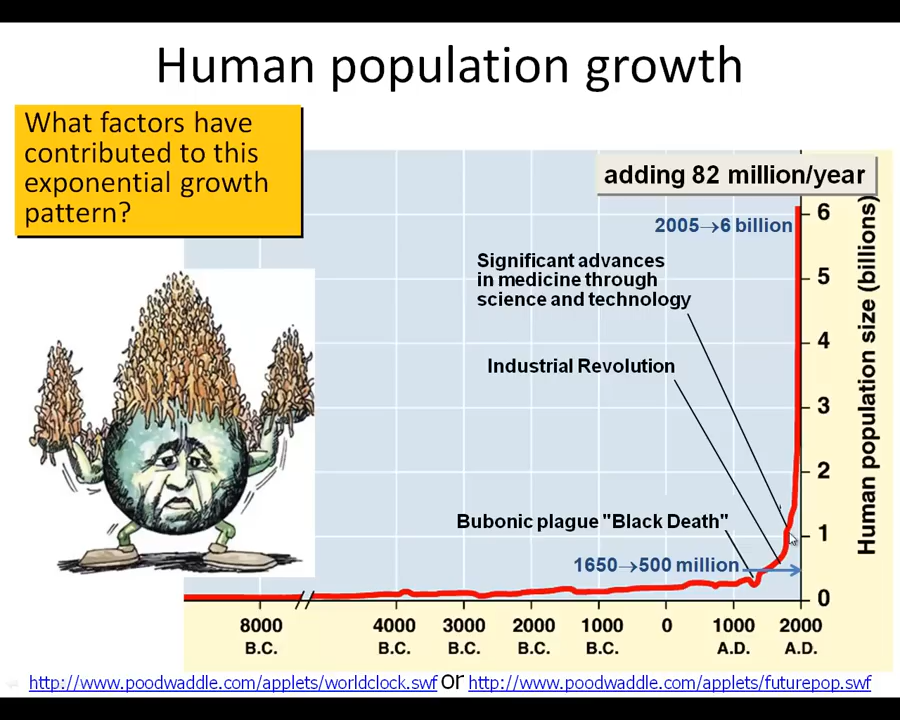 Human population growth
What factors have
contributed to this
exponential growth
pattern?
adding 82 million/year
2005→6 billion
Significant advances
in medicine through
science and technology
Industrial Revolution
Bubonic plague "Black Death"
1650→500 million
6
5
4
3
2
1
0
Human population size (billions)
8000 4000 3000 2000 1000 0 1000 2000
B.C. B.C. B.C. B.C. B.C. A.D. A.D.
http://www.poodwaddle.com/applets/worldclock.swf or http://www.poodwaddle.com/applets/futurepop.swf